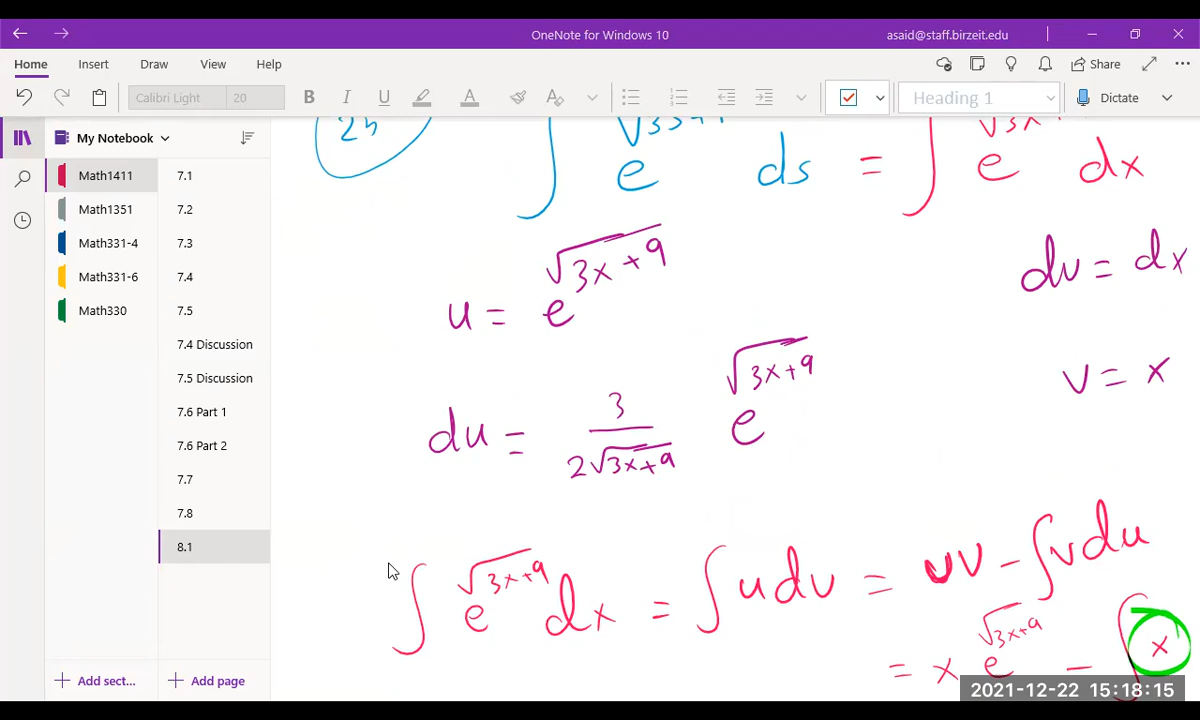 OneNote for Windows 10
asaid@staff.birzeit.edu
Home Insert Draw View Help Share
Calibri Light 20 B I U A Heading 1 Dictate
My Notebook
Math1411
Math1351
Math331-4
Math331-6
Math330
7.1
7.2
7.3
7.4
7.5
7.4 Discussion
7.5 Discussion
7.6 Part 1
7.6 Part 2
7.7
7.8
8.1
Add sect...
Add page
∫ e ds = ∫ e dx
u = e^√3x+9
dv = dx
du = 3/2√3x+9 e^√3x+9
v = x
∫ e^√3x+9 dx = ∫ u dv = uv - ∫ v du
= x e^√3x+9 - ∫ x
2021-12-22 15:18:15